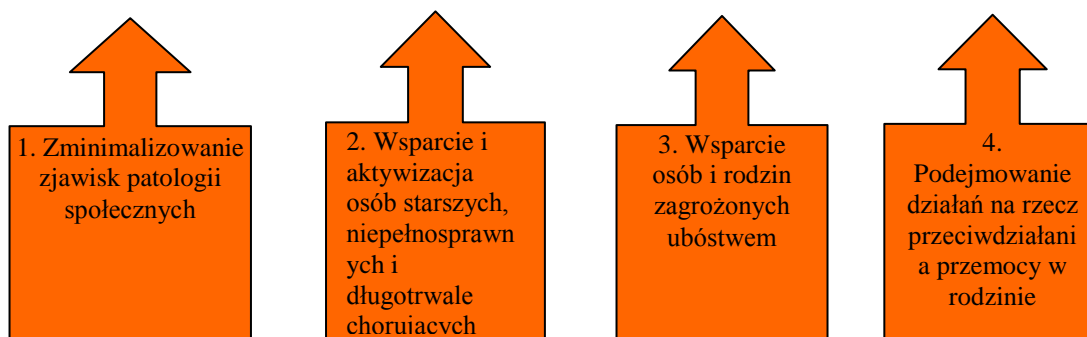 1. Zminimalizowanie
zjawisk patologii
społecznych
2. Wsparcie i
aktywizacja
osób starszych,
niepełnosprawn
ych i
długotrwale
chorujących
3. Wsparcie
osób i rodzin
zagrożonych
ubóstwem
4.
Podejmowanie
działań na rzecz
przeciwdziałani
a przemocy w
rodzinie